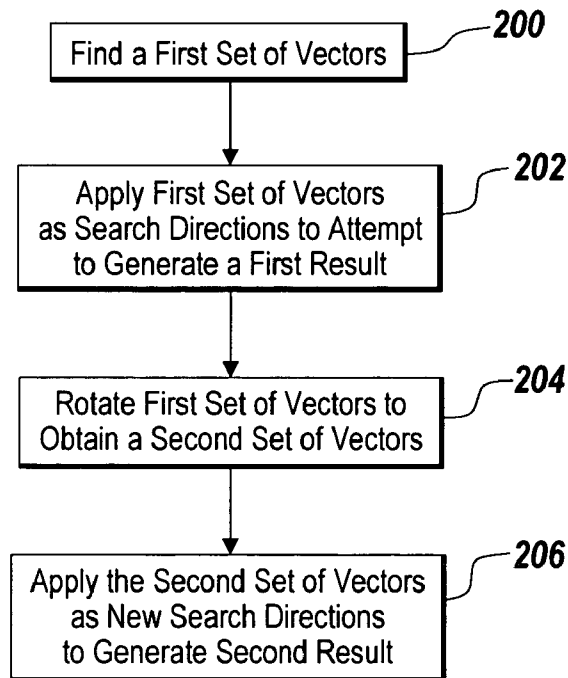 200
Find a First Set of Vectors
202
Apply First Set of Vectors
as Search Directions to Attempt
to Generate a First Result
204
Rotate First Set of Vectors to
Obtain a Second Set of Vectors
206
Apply the Second Set of Vectors
as New Search Directions
to Generate Second Result